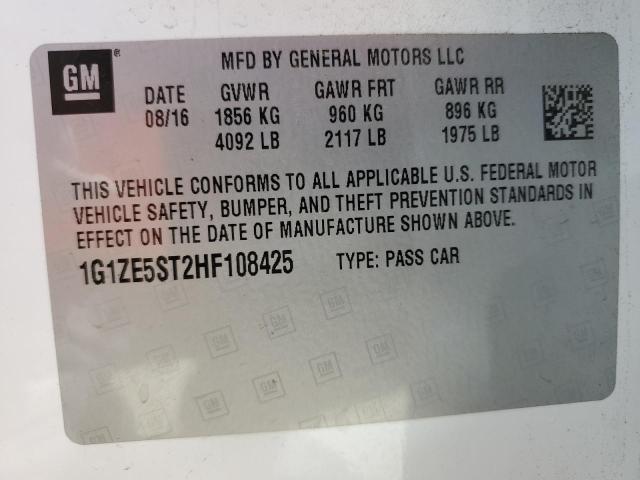 GM ® MFD BY GENERAL MOTORS LLC
DATE GVWR GAWR FRT GAWR RR
08/16 1856 KG 960 KG 896 KG
4092 LB 2117 LB 1975 LB
THIS VEHICLE CONFORMS TO ALL APPLICABLE U.S. FEDERAL MOTOR
VEHICLE SAFETY, BUMPER, AND THEFT PREVENTION STANDARDS IN
EFFECT ON THE DATE OF MANUFACTURE SHOWN ABOVE.
1G1ZE5ST2HF108425 TYPE: PASS CAR